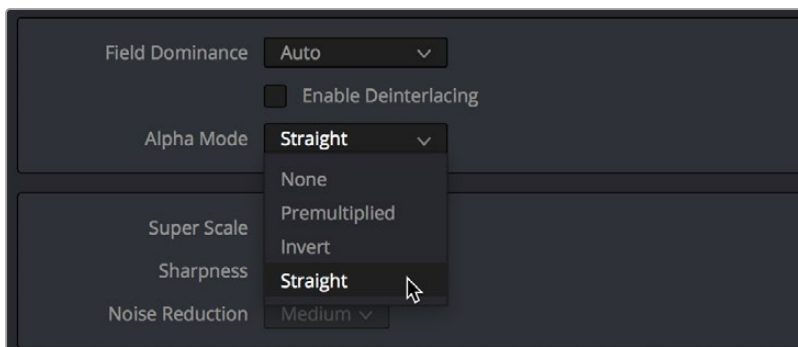 Field Dominance Auto
Enable Deinterlacing
Alpha Mode Straight
None
Premultiplied
Super Scale Invert
Sharpness Straight
Noise Reduction Medium